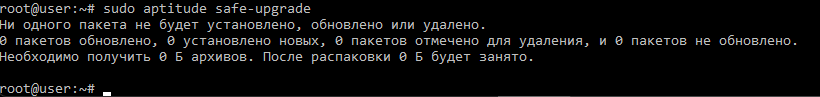 root@user:~# sudo aptitude safe-upgrade
Ни одного пакета не будет установлено, обновлено или удалено.
0 пакетов обновлено, 0 установлено новых, 0 пакетов отмечено для удаления, и 0 пакетов не обновлено.
Необходимо получить 0 Б архивов. После распаковки 0 Б будет занято.
root@user:~#